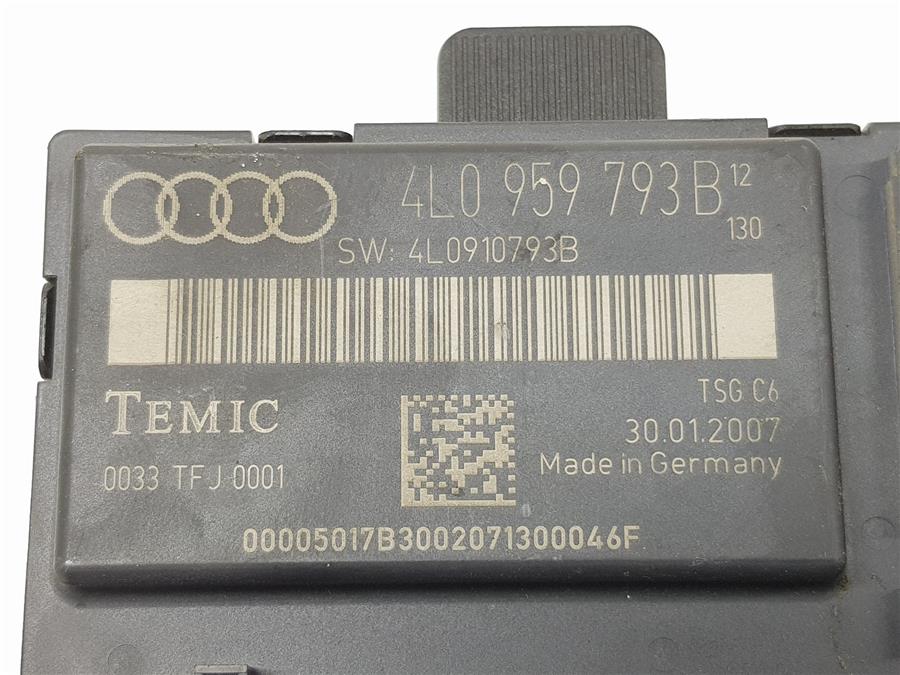 4L0 959 793B 12
130
SW: 4L0910793B
TEMIC
TSG C6
30.01.2007
0033 TFJ 0001
Made in Germany
00005017B3002071300046F